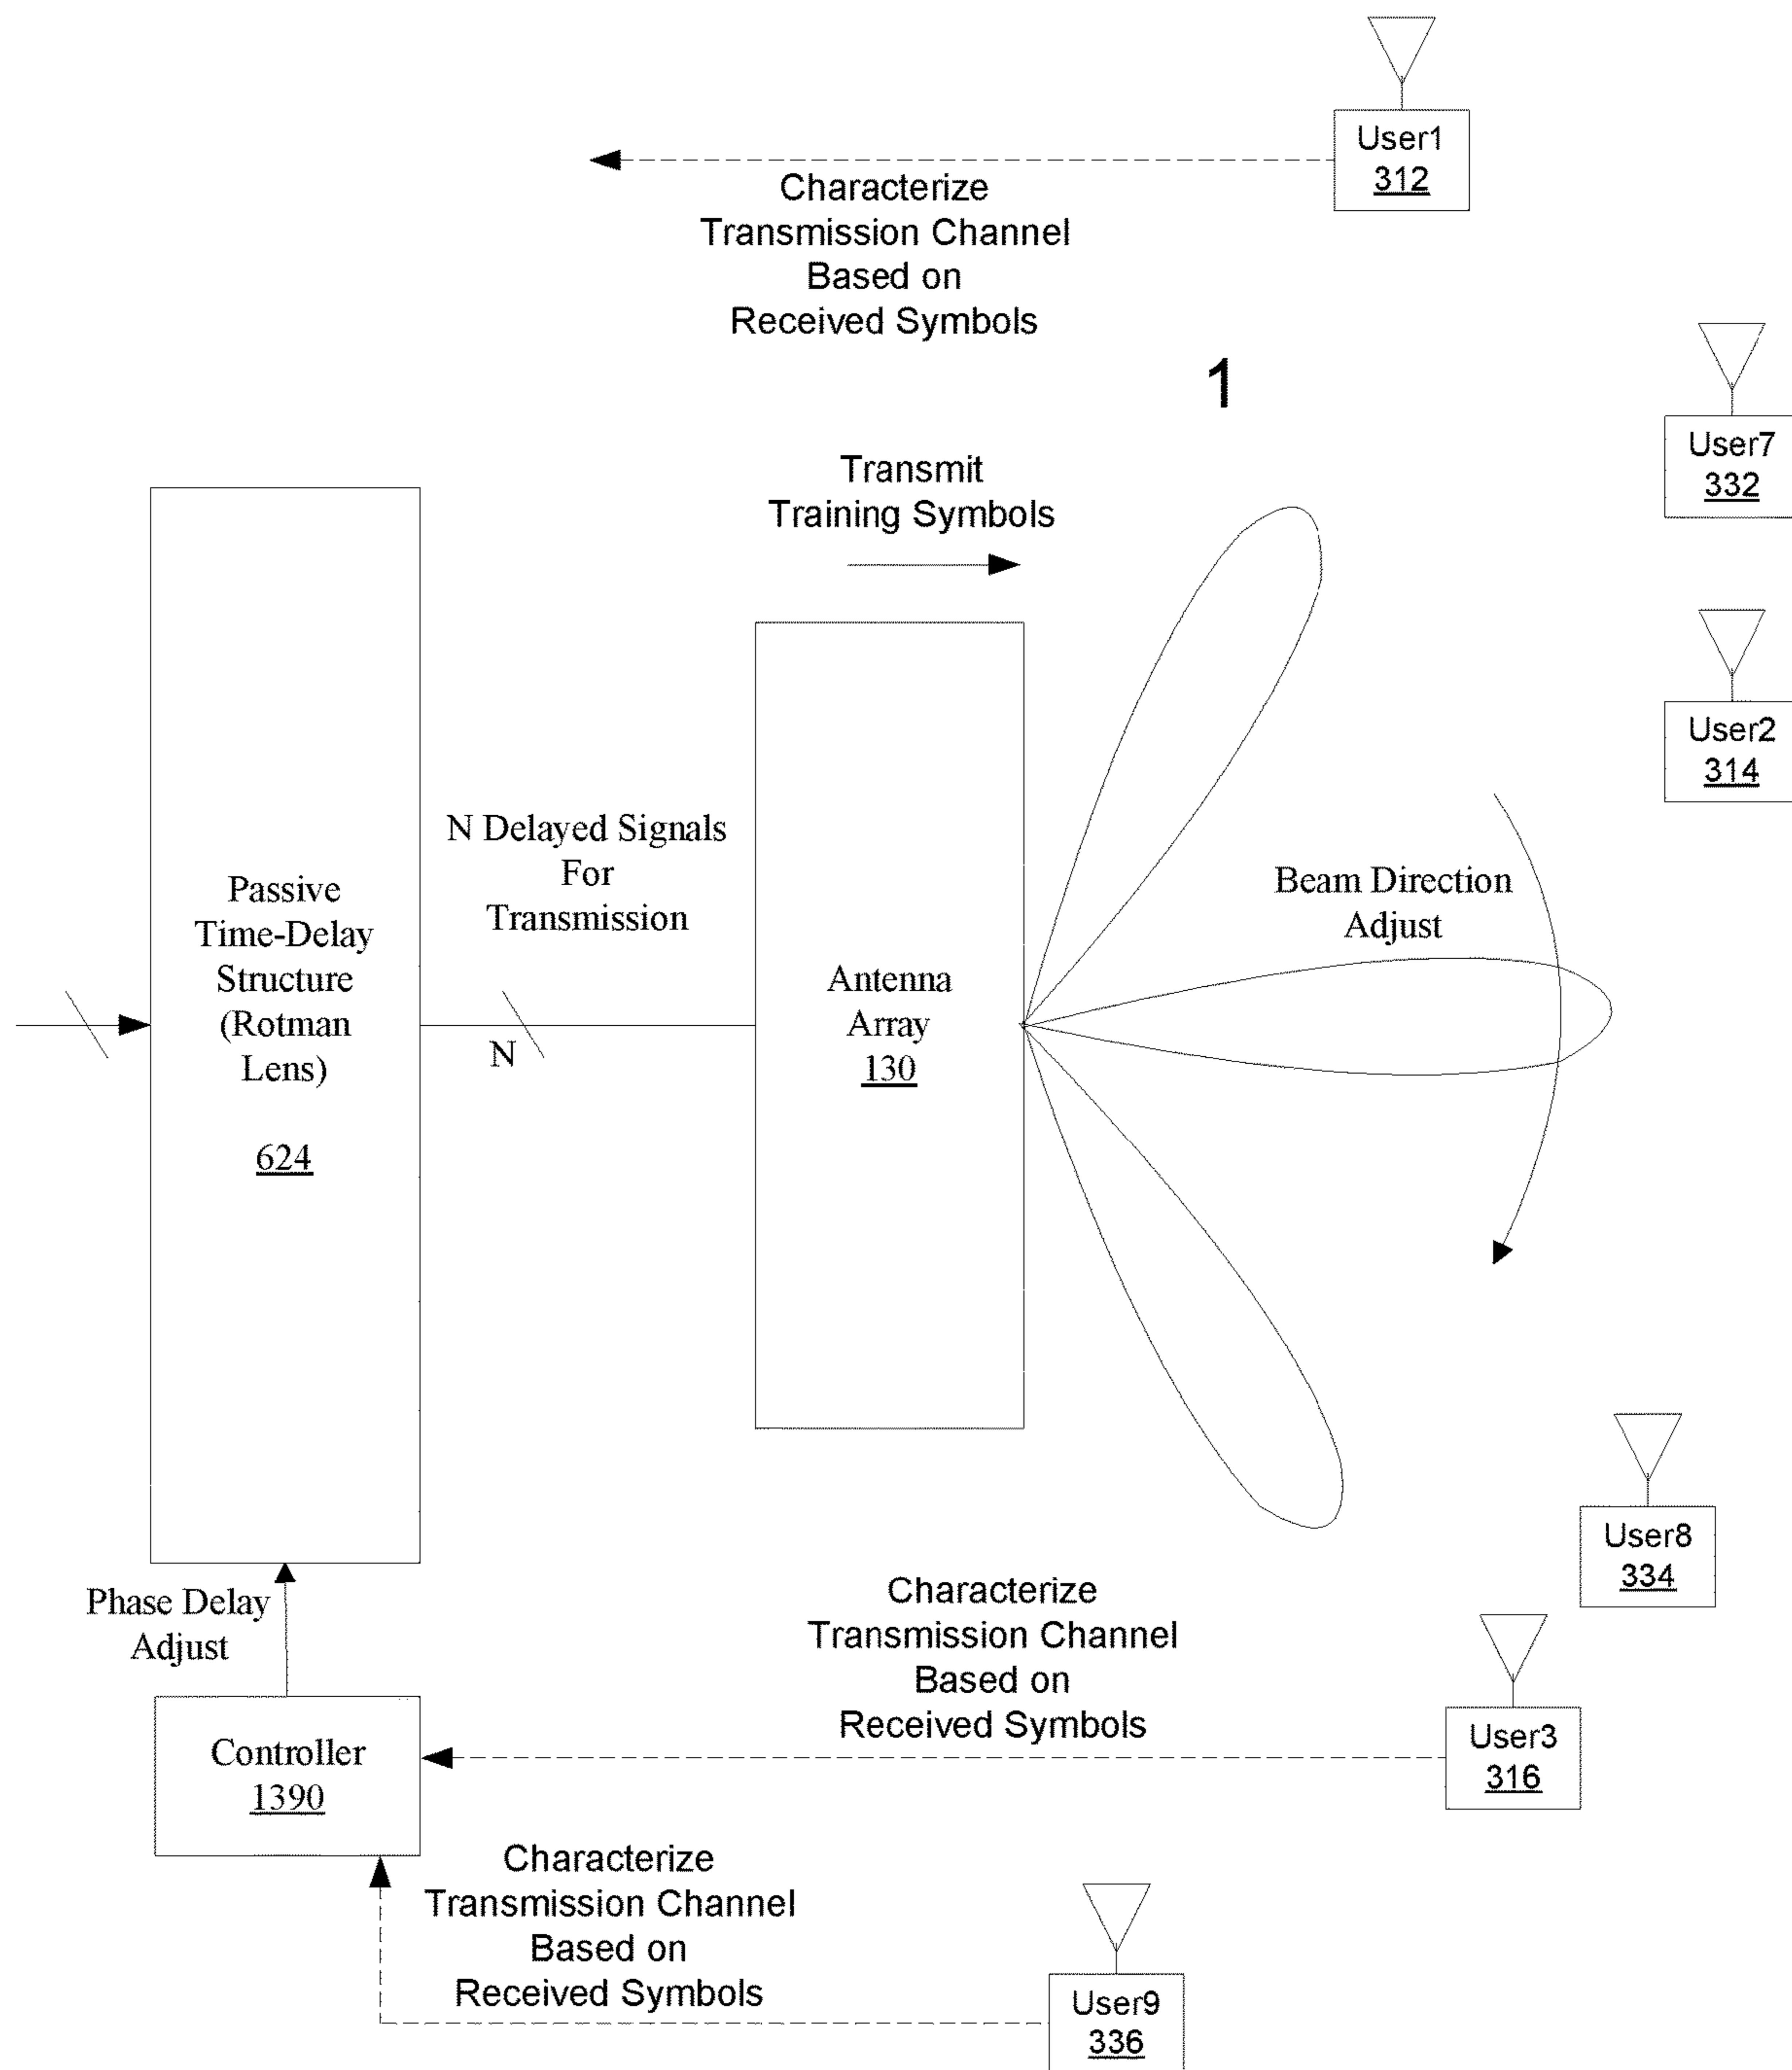 User1
312
Characterize
Transmission Channel
Based on
Received Symbols
1
User7
332
Transmit
Training Symbols
User2
314
N Delayed Signals
For
Transmission
Beam Direction
Adjust
Passive
Time-Delay
Structure
(Rotman
Lens)
624
N
Antenna
Array
130
User8
334
Phase Delay
Adjust
Characterize
Transmission Channel
Based on
Received Symbols
User3
316
Controller
1390
Characterize
Transmission Channel
Based on
Received Symbols
User9
336